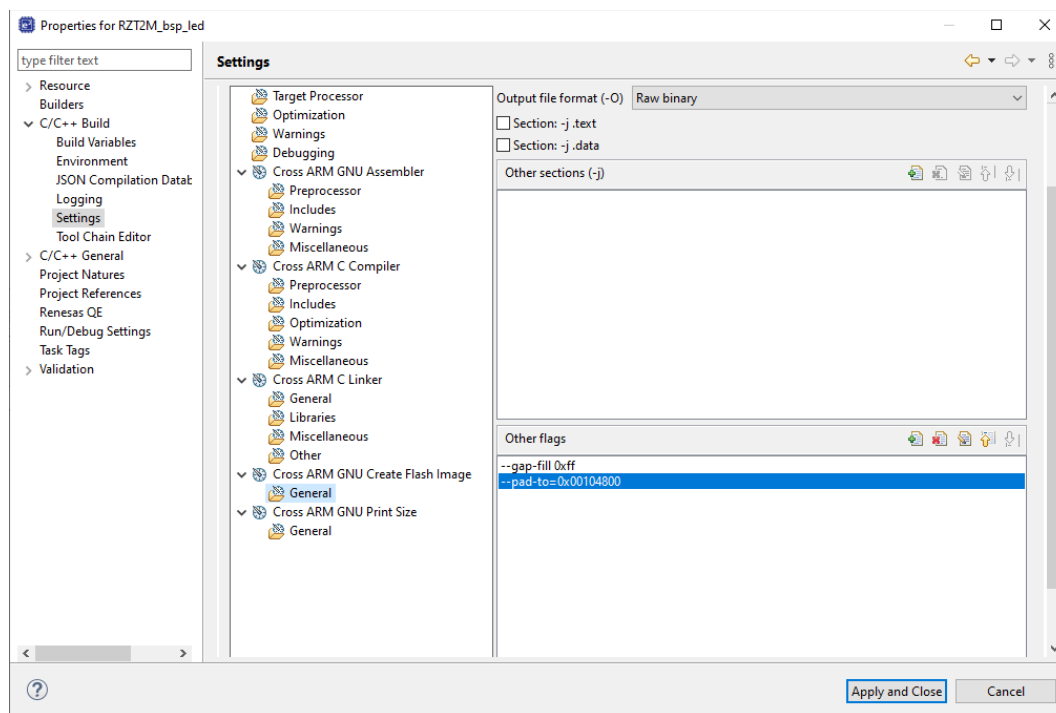 Properties for RZT2M_bsp_led
type filter text
Resource
Builders
C/C++ Build
Build Variables
Environment
JSON Compilation Datab
Logging
Settings
Tool Chain Editor
C/C++ General
Project Natures
Project References
Renesas QE
Run/Debug Settings
Task Tags
Validation
Settings
Target Processor
Optimization
Warnings
Debugging
Cross ARM GNU Assembler
Preprocessor
Includes
Warnings
Miscellaneous
Cross ARM C Compiler
Preprocessor
Includes
Optimization
Warnings
Miscellaneous
Cross ARM C Linker
General
Libraries
Miscellaneous
Other
Cross ARM GNU Create Flash Image
General
Cross ARM GNU Print Size
General
Output file format (-O) Raw binary
Section: -j .text
Section: -j .data
Other sections (-j)
Other flags
--gap-fill 0xff
--pad-to=0x00104800
Apply and Close
Cancel